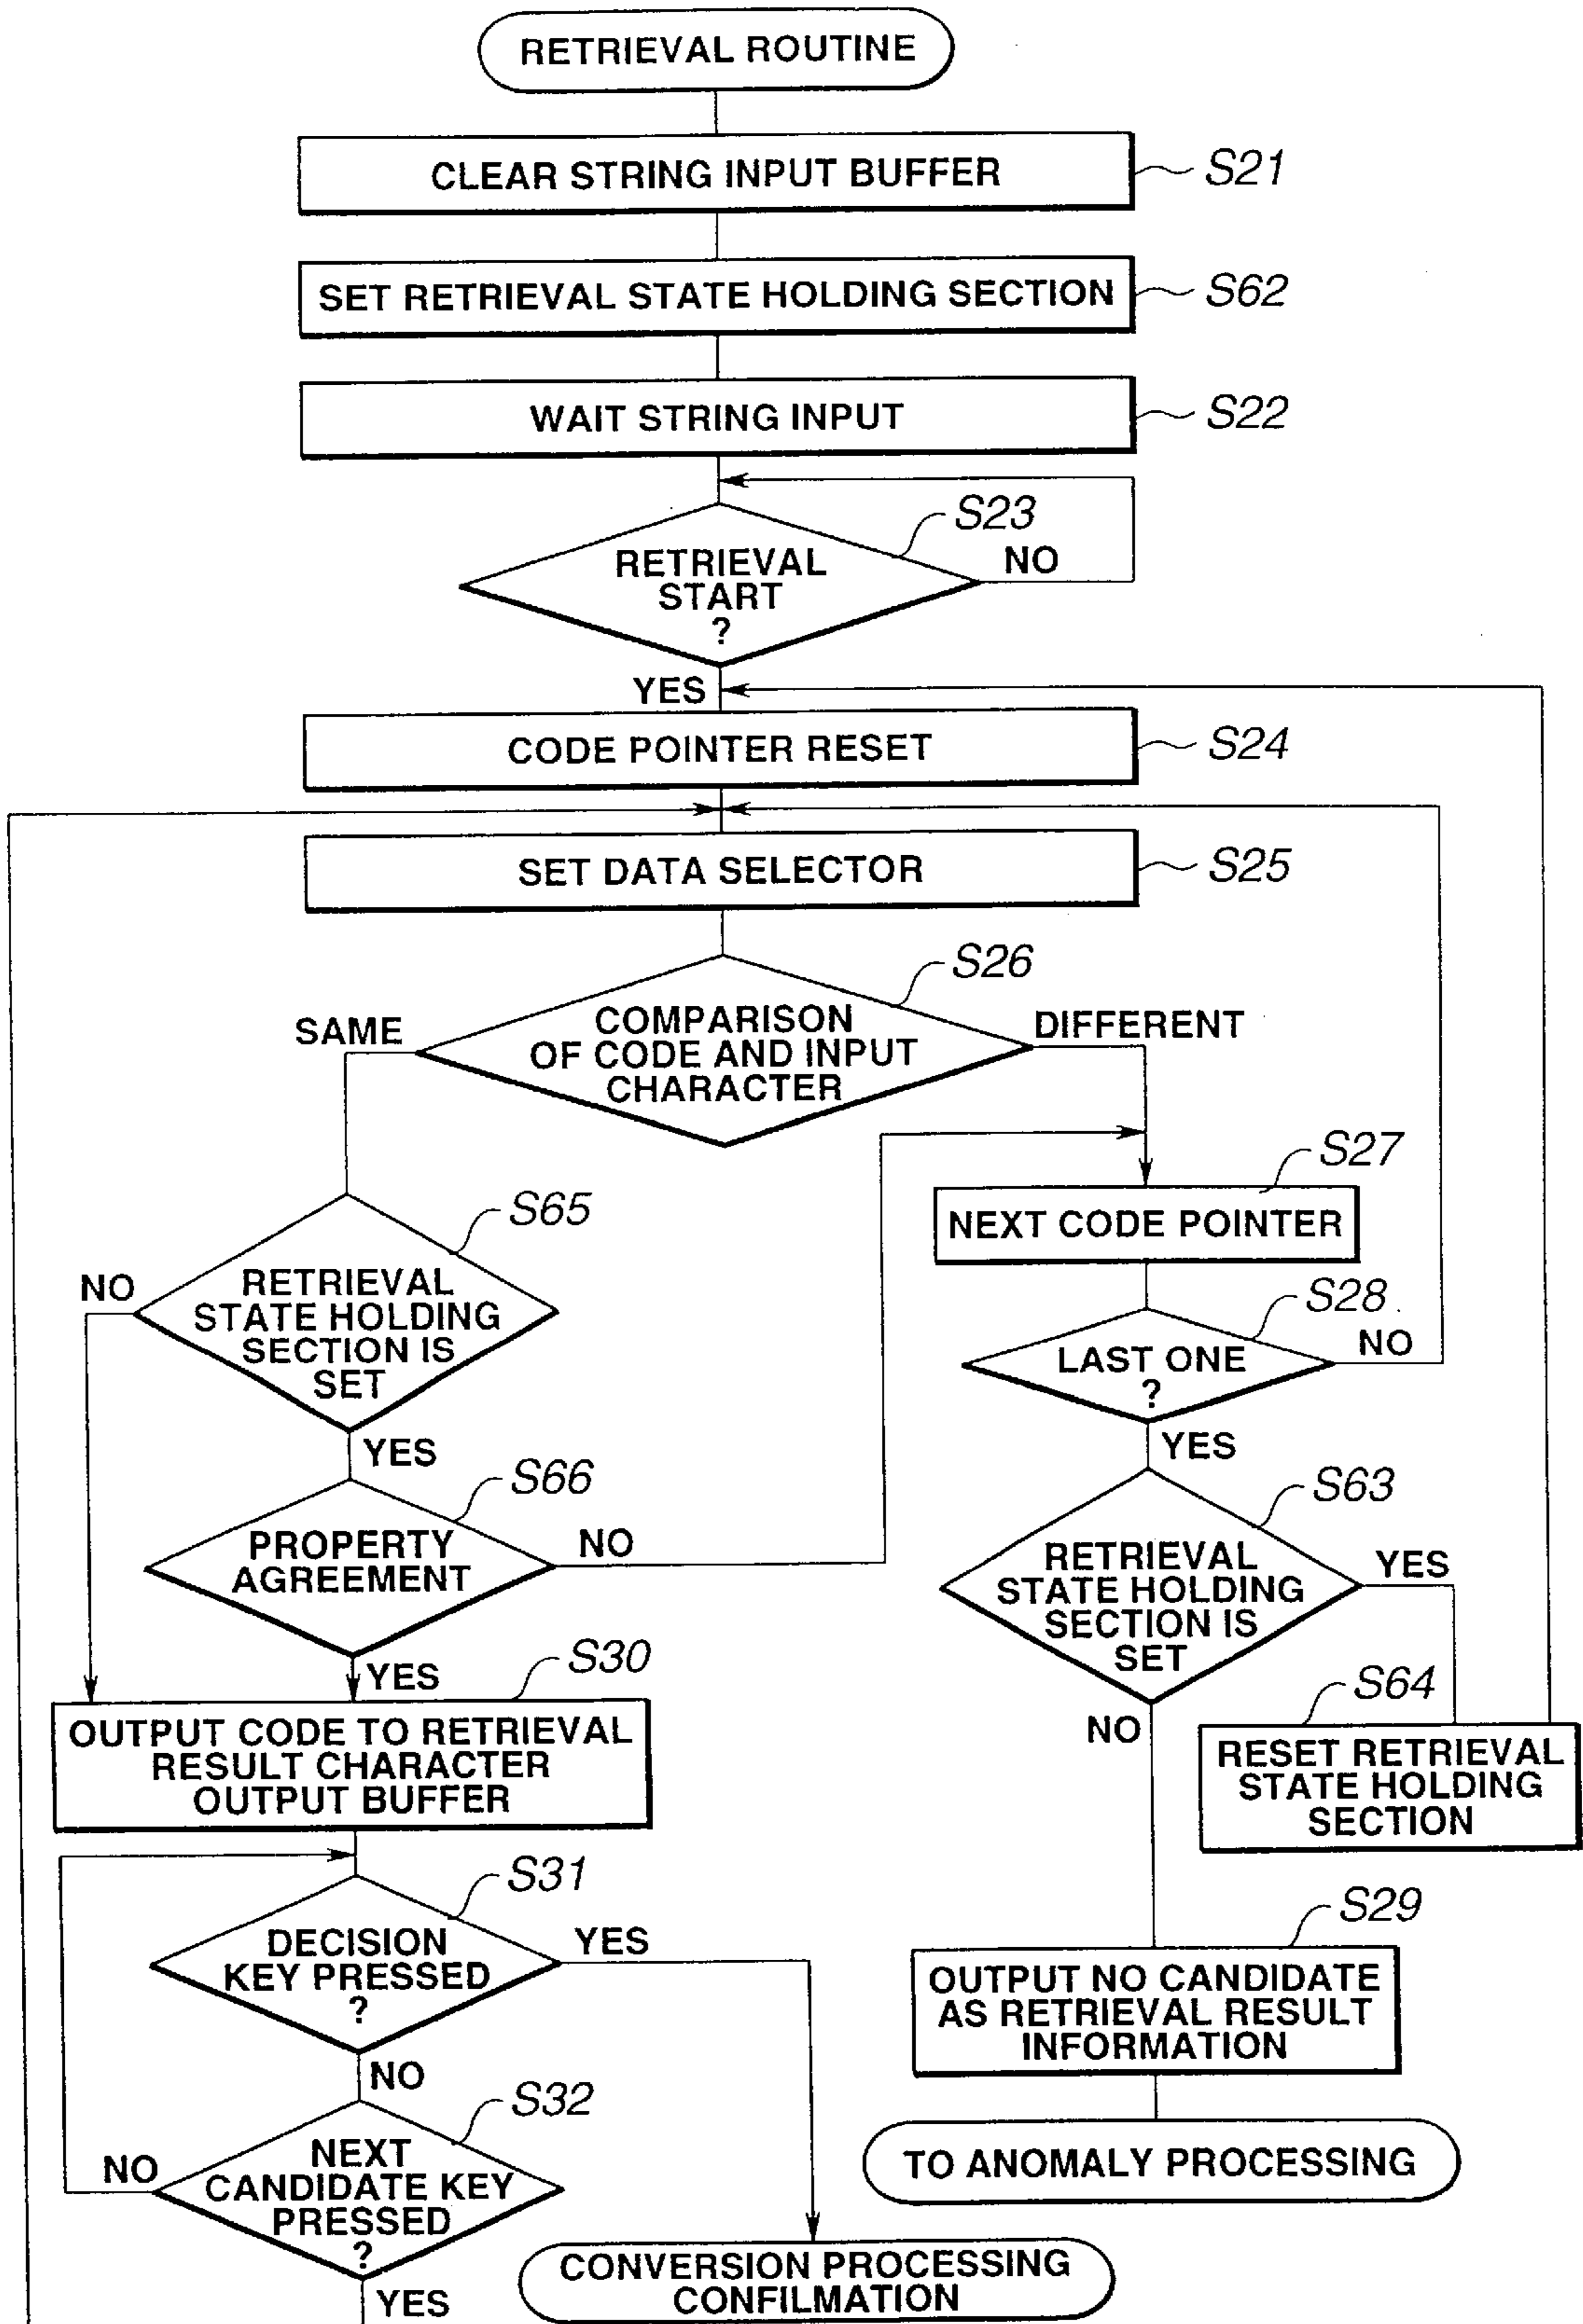 RETRIEVAL ROUTINE
CLEAR STRING INPUT BUFFER
S21
SET RETRIEVAL STATE HOLDING SECTION
S62
WAIT STRING INPUT
S22
S23
RETRIEVAL
START
?
NO
YES
CODE POINTER RESET
S24
SET DATA SELECTOR
S25
S26
COMPARISON
OF CODE AND INPUT
CHARACTER
SAME
DIFFERENT
S27
NEXT CODE POINTER
S65
RETRIEVAL
STATE HOLDING
SECTION IS
SET
NO
YES
S28
LAST ONE
?
NO
YES
S66
PROPERTY
AGREEMENT
NO
YES
S63
RETRIEVAL
STATE HOLDING
SECTION IS
SET
YES
NO
S64
RESET RETRIEVAL
STATE HOLDING
SECTION
S30
OUTPUT CODE TO RETRIEVAL
RESULT CHARACTER
OUTPUT BUFFER
S31
DECISION
KEY PRESSED
?
YES
NO
S29
OUTPUT NO CANDIDATE
AS RETRIEVAL RESULT
INFORMATION
S32
NEXT
CANDIDATE KEY
PRESSED
?
NO
YES
TO ANOMALY PROCESSING
CONVERSION PROCESSING
CONFILMATION